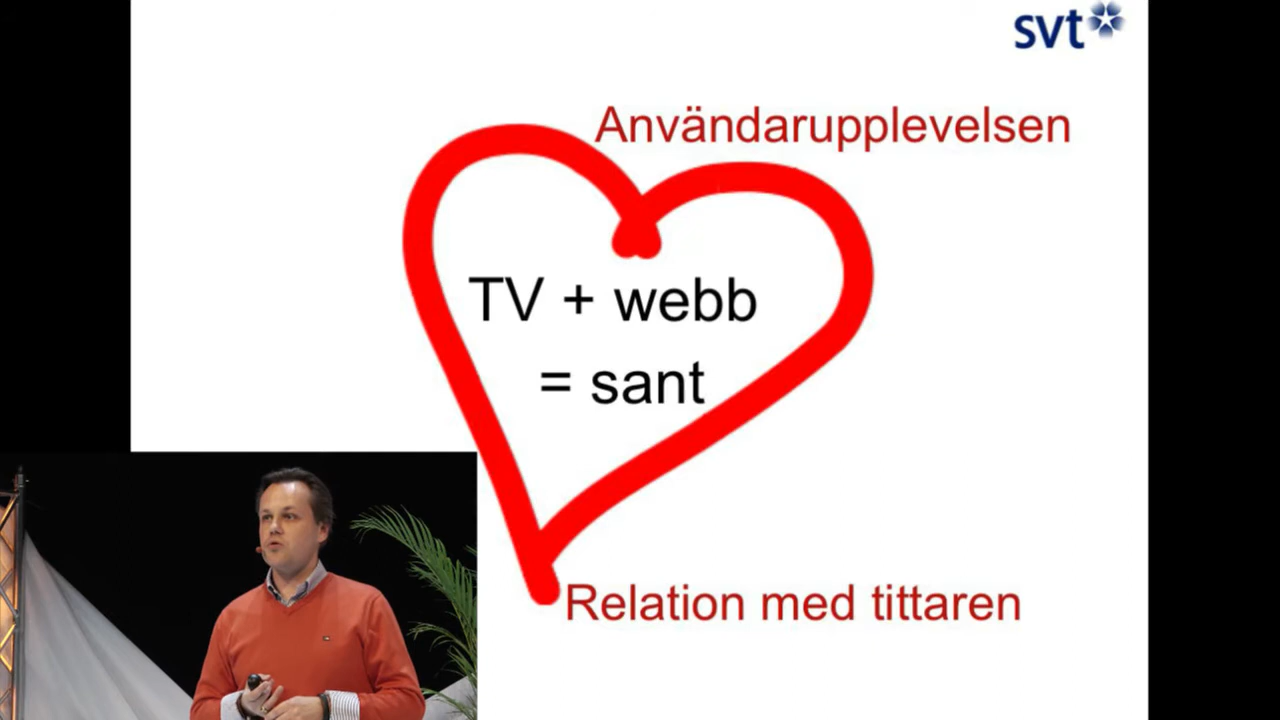 svt
Användarupplevelsen
TV + webb
= sant
Relation med tittaren